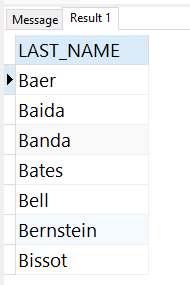 Message Result 1
LAST_NAME
Baer
Baida
Banda
Bates
Bell
Bernstein
Bissot